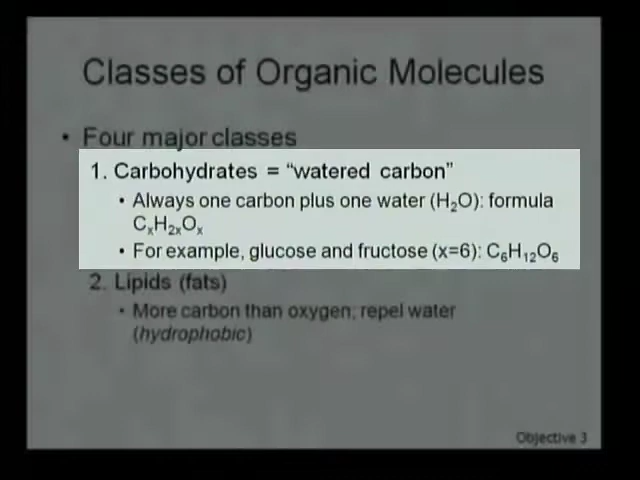 Classes of Organic Molecules
• Four major classes
1. Carbohydrates = “watered carbon”
• Always one carbon plus one water (H₂O): formula
CₓH₂ₓOₓ
• For example, glucose and fructose (x=6): C₆H₁₂O₆
2. Lipids (fats)
• More carbon than oxygen; repel water
(hydrophobic)
Objective 3